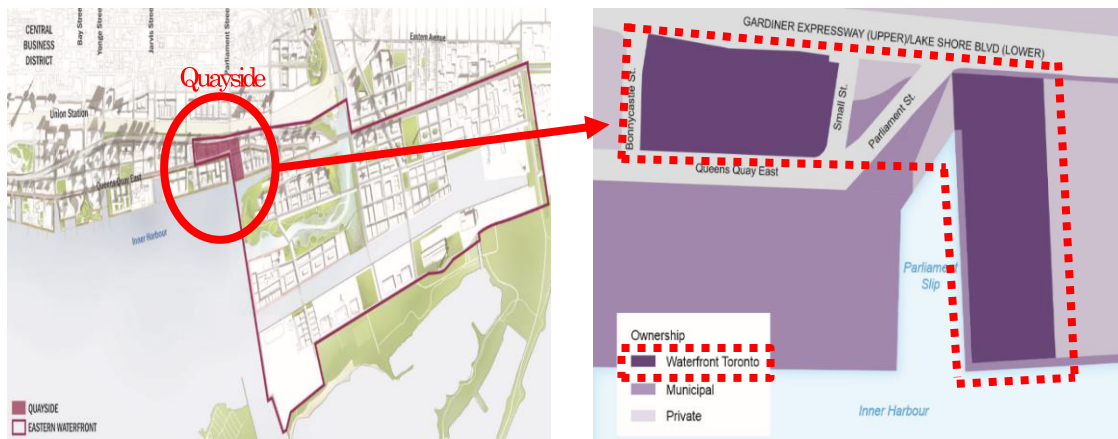 CENTRAL
BUSINESS
DISTRICT
Bay Street
Yonge Street
Jarvis Street
Parliament Street
Eastern Avenue
Quayside
Union Station
Queens Quay East
Inner Harbour
QUAYSIDE
EASTERN WATERFRONT
GARDINER EXPRESSWAY (UPPER)/LAKE SHORE BLVD (LOWER)
Bonnycastle St.
Small St.
Parliament St.
Queens Quay East
Parliament
Slip
Ownership
Waterfront Toronto
Municipal
Private
Inner Harbour